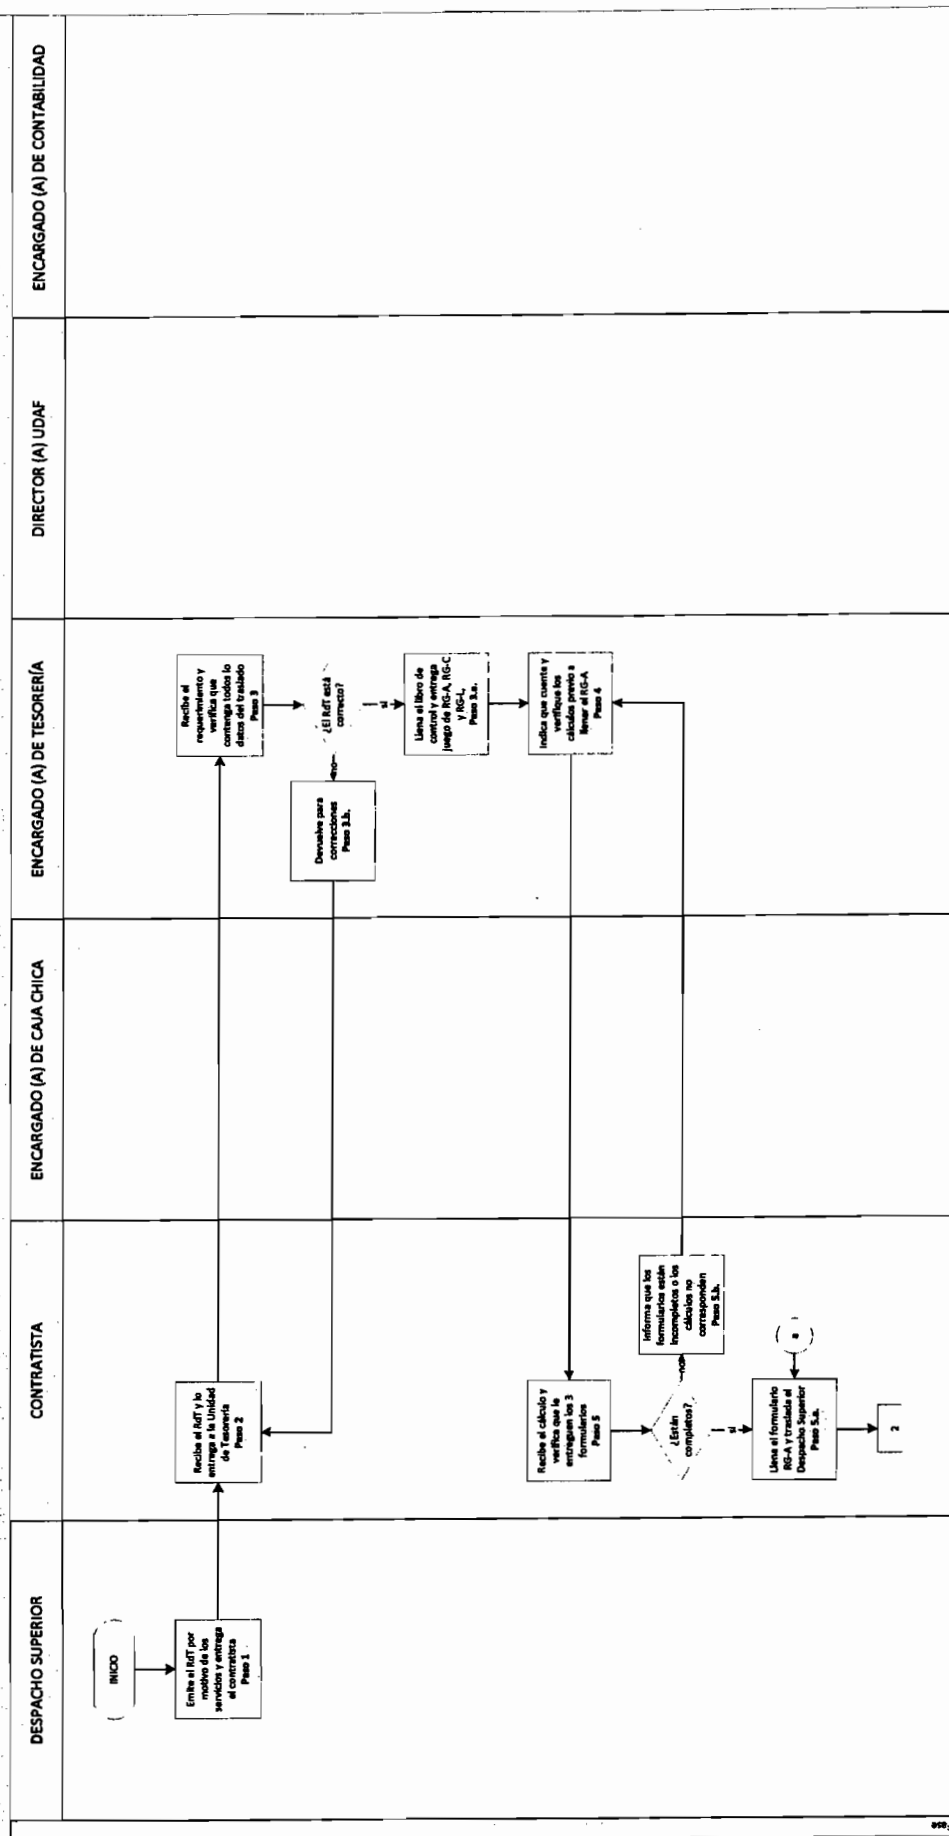 DESPACHO SUPERIOR
CONTRATISTA
ENCARGADO (A) DE CAJA CHICA
ENCARGADO (A) DE TESORERÍA
DIRECTOR (A) UDAF
ENCARGADO (A) DE CONTABILIDAD
INICIO
Emite el RdT por
motivo de los
servicios y entrega
al contratista
Paso 1
Recibe el RdT y lo
entrega a la Unidad
de Tesorería
Paso 2
Recibe el
requerimiento y
verifica que
contenga todos lo
datos del traslado
Paso 3
¿El RdT está
correcto?
no
Devuelve para
correcciones
Paso 3.b.
si
Llena el libro de
control y entrega
juego de RG-A, RG-C
y RG-L,
Paso 3.a.
Indica que cuente y
verifique los
cálculos previo a
llenar el RG-A
Paso 4
Recibe el cálculo y
verifica que le
entreguen los 3
formularios
Paso 5
¿Están
completos?
no
Informa que los
formularios están
incompletos o los
cálculos no
corresponden
Paso 5.b.
si
Llena el formulario
RG-A y traslada el
Despacho Superior
Paso 5.a.
a
2